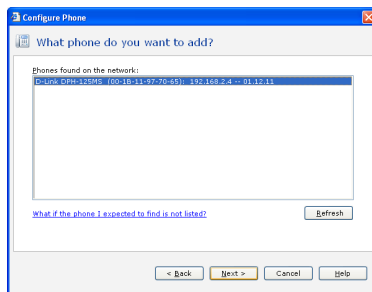 Configure Phone
What phone do you want to add?
Phones found on the network:
D-Link DPH-125MS (00-1B-11-97-70-65): 192.168.2.4 -- 01.12.11
What if the phone I expected to find is not listed?
Refresh
< Back
Next >
Cancel
Help